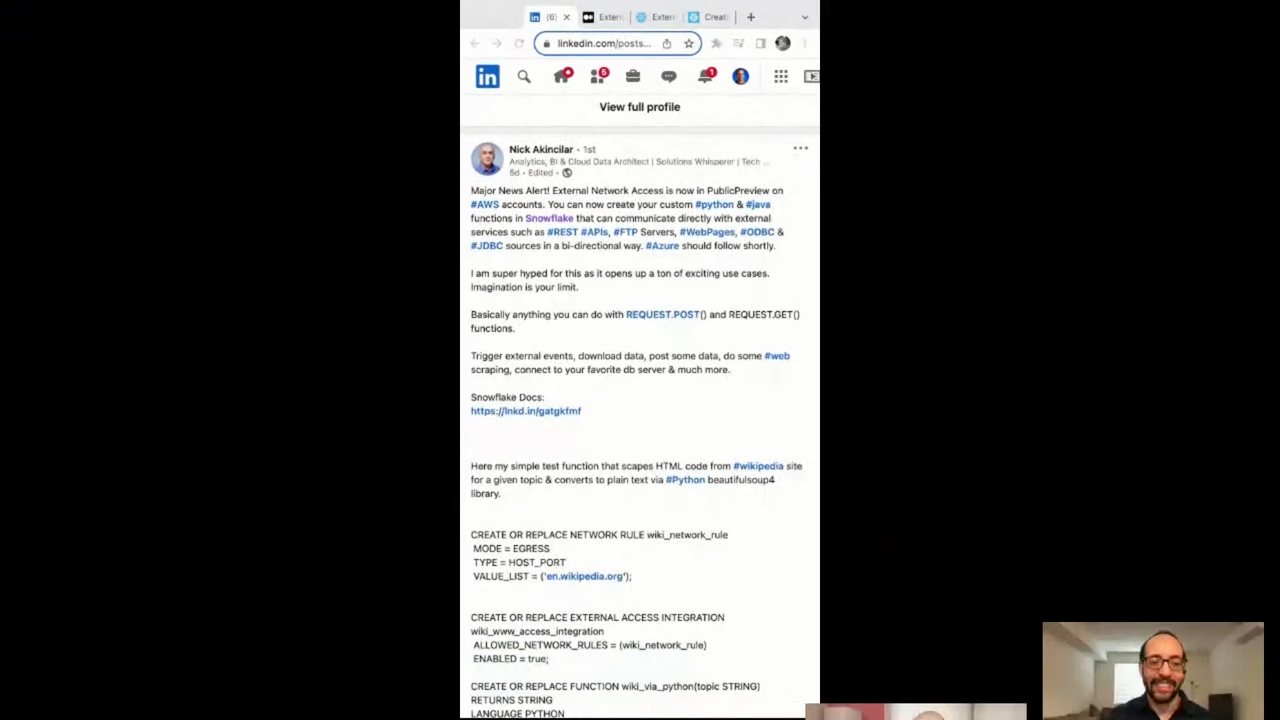 in (6)
Extern
Exterr
Creati
linkedin.com/posts...
in
5
1
View full profile
Nick Akincilar · 1st
Analytics, BI & Cloud Data Architect | Solutions Whisperer | Tech ...
5d • Edited •
Major News Alert! External Network Access is now in PublicPreview on
#AWS accounts. You can now create your custom #python & #java
functions in Snowflake that can communicate directly with external
services such as #REST #APIs, #FTP Servers, #WebPages, #ODBC &
#JDBC sources in a bi-directional way. #Azure should follow shortly.
I am super hyped for this as it opens up a ton of exciting use cases.
Imagination is your limit.
Basically anything you can do with REQUEST.POST() and REQUEST.GET()
functions.
Trigger external events, download data, post some data, do some #web
scraping, connect to your favorite db server & much more.
Snowflake Docs:
https://lnkd.in/gatgkfmf
Here my simple test function that scapes HTML code from #wikipedia site
for a given topic & converts to plain text via #Python beautifulsoup4
library.
CREATE OR REPLACE NETWORK RULE wiki_network_rule
MODE = EGRESS
TYPE = HOST_PORT
VALUE_LIST = ('en.wikipedia.org');
CREATE OR REPLACE EXTERNAL ACCESS INTEGRATION
wiki_www_access_integration
ALLOWED_NETWORK_RULES = (wiki_network_rule)
ENABLED = true;
CREATE OR REPLACE FUNCTION wiki_via_python(topic STRING)
RETURNS STRING
LANGUAGE PYTHON